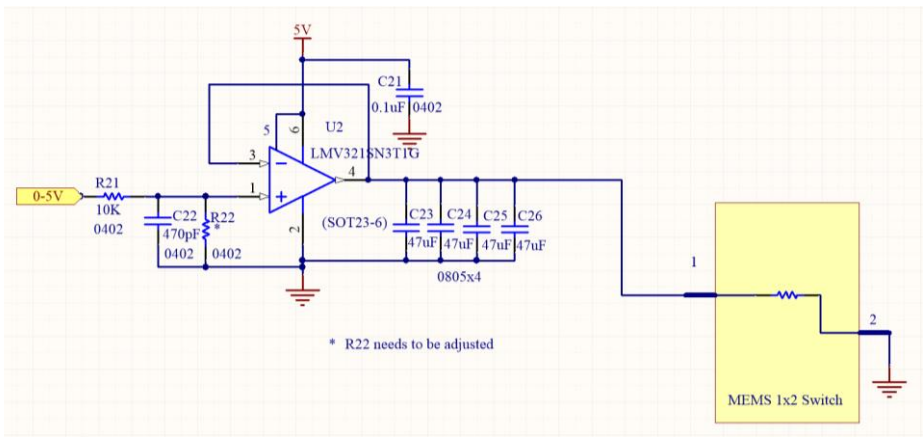 5V
C21
0.1uF 0402
5
6
U2
LMV321SN3T1G
3
4
1
2
0-5V
R21
10K
0402
C22
470pF
0402
R22
*
0402
(SOT23-6)
C23
C24
C25
C26
47uF
47uF
47uF
47uF
0805x4
1
2
* R22 needs to be adjusted
MEMS 1x2 Switch